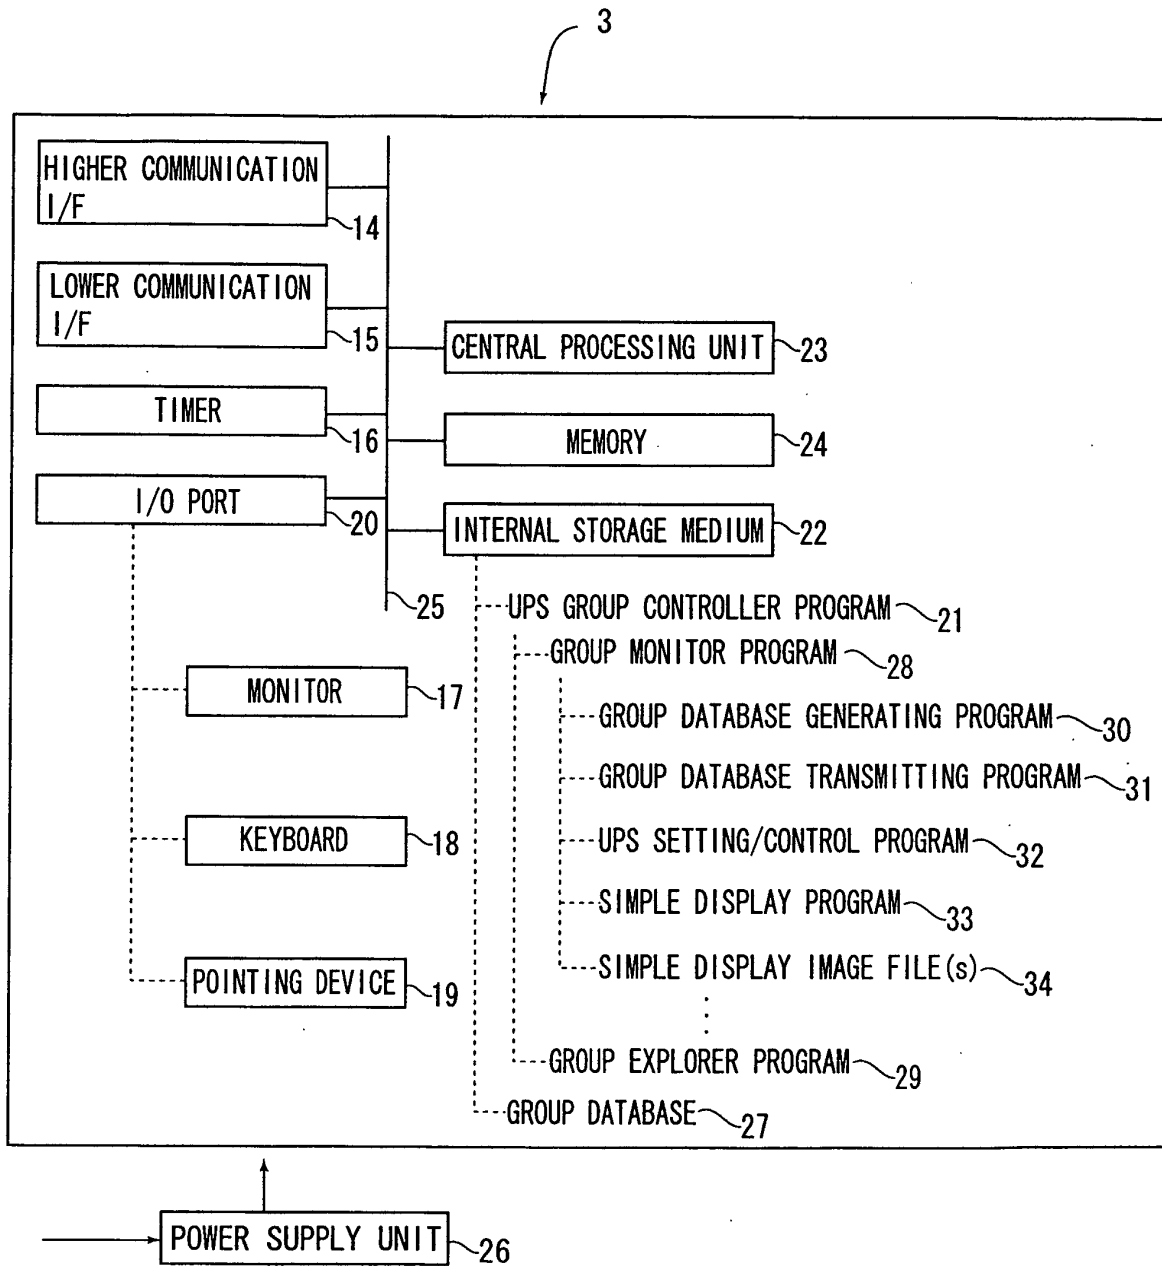 3
HIGHER COMMUNICATION
I/F
14
LOWER COMMUNICATION
I/F
15
CENTRAL PROCESSING UNIT 23
TIMER
16
MEMORY
24
I/O PORT
20
INTERNAL STORAGE MEDIUM 22
25
UPS GROUP CONTROLLER PROGRAM 21
GROUP MONITOR PROGRAM 28
MONITOR 17
GROUP DATABASE GENERATING PROGRAM 30
GROUP DATABASE TRANSMITTING PROGRAM 31
KEYBOARD 18
UPS SETTING/CONTROL PROGRAM 32
SIMPLE DISPLAY PROGRAM 33
POINTING DEVICE 19
SIMPLE DISPLAY IMAGE FILE(s) 34
GROUP EXPLORER PROGRAM 29
GROUP DATABASE 27
POWER SUPPLY UNIT 26